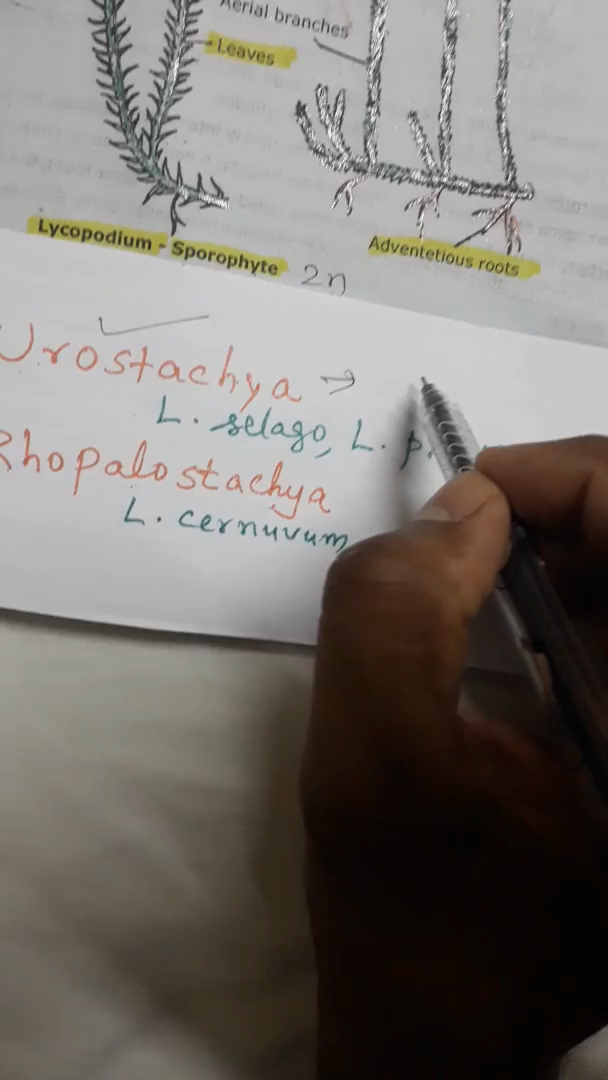 Aerial branches
Leaves
Lycopodium - Sporophyte 2n
Adventetious roots
Urostachya →
L. selago, L. p.
Rhopalostachya
L. cernuvum